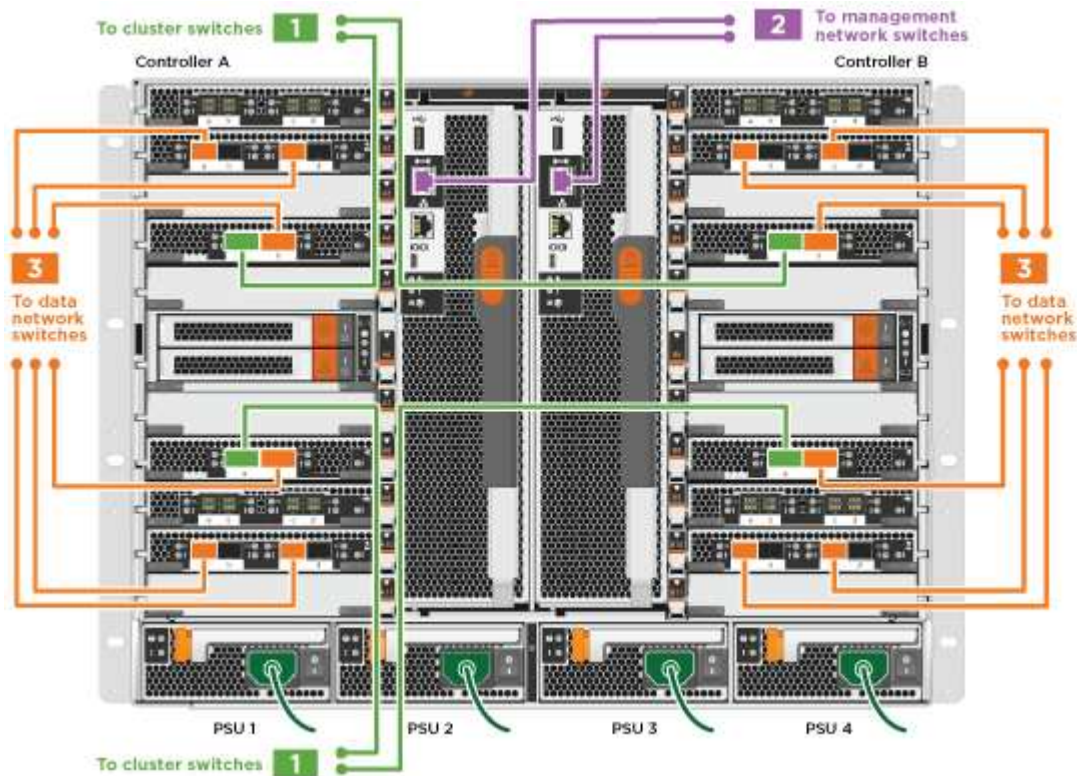 To cluster switches 1
2 To management
network switches
Controller A
Controller B
3
To data
network
switches
3
To data
network
switches
PSU 1
PSU 2
PSU 3
PSU 4
To cluster switches 1